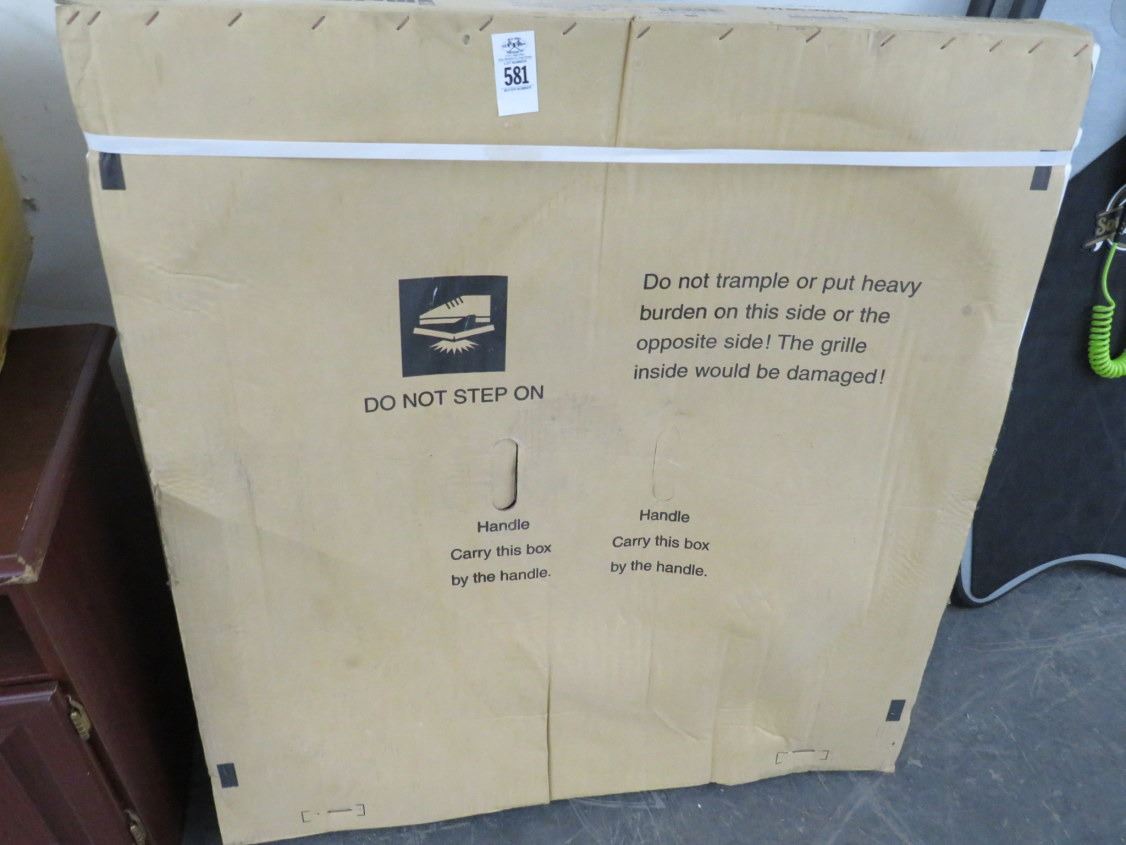 581
Do not trample or put heavy
burden on this side or the
opposite side! The grille
inside would be damaged!
DO NOT STEP ON
Handle
Carry this box
by the handle.
Handle
Carry this box
by the handle.